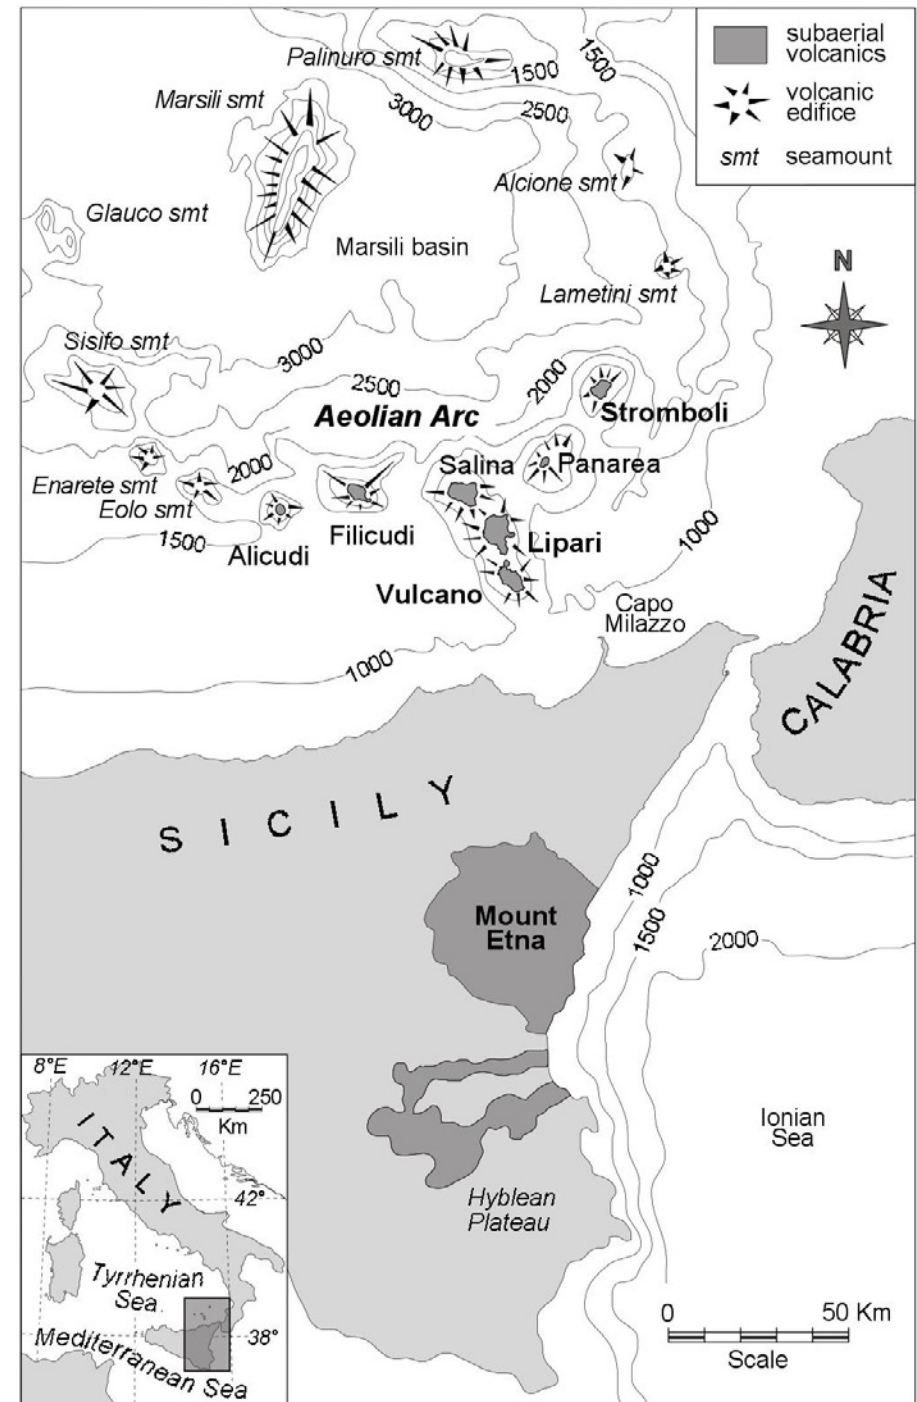 Palinuro smt
1500
1500
subaerial
volcanics
volcanic
edifice
smt seamount
Marsili smt
3000
2500
Alcione smt
Glauco smt
Marsili basin
N
Lametini smt
Sisifo smt
3000
2500
2000
Aeolian Arc
Stromboli
Enarete smt
Eolo smt
2000
Salina
Panarea
1500
Alicudi
Filicudi
Lipari
1000
Vulcano
Capo
Milazzo
1000
CALABRIA
SICILY
Mount
Etna
1000
1500
2000
Ionian
Sea
Hyblean
Plateau
0 50 Km
Scale
8°E 12°E 16°E
0 250
Km
ITALY
42°
Tyrrhenian
Sea
38°
Mediterranean Sea